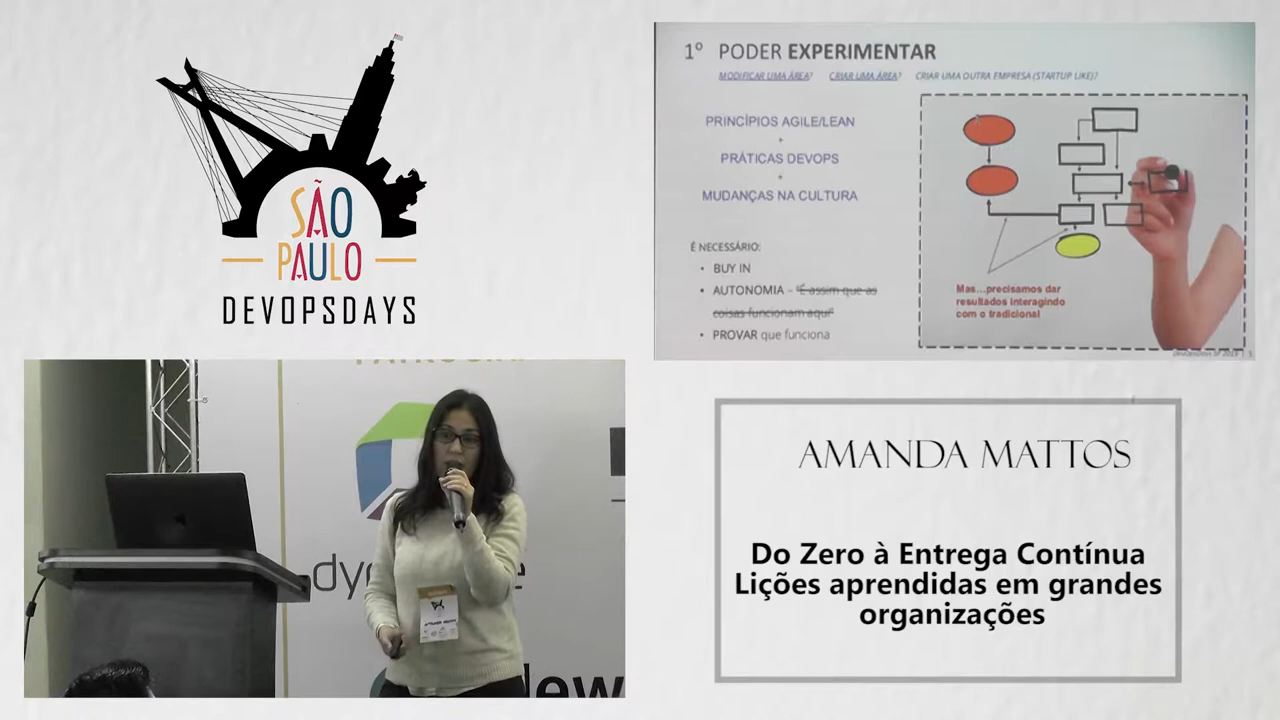 SÃO
PAULO
DEVOPSDAYS
1º PODER EXPERIMENTAR
MODIFICAR UMA ÁREA? CRIAR UMA ÁREA? CRIAR UMA OUTRA EMPRESA (STARTUP LIKE)?
PRINCÍPIOS AGILE/LEAN
+
PRÁTICAS DEVOPS
+
MUDANÇAS NA CULTURA
É NECESSÁRIO:
• BUY IN
• AUTONOMIA – "É assim que as
coisas funcionam aqui"
• PROVAR que funciona
Mas...precisamos dar
resultados interagindo
com o tradicional
AMANDA MATTOS
Do Zero à Entrega Contínua
Lições aprendidas em grandes
organizações